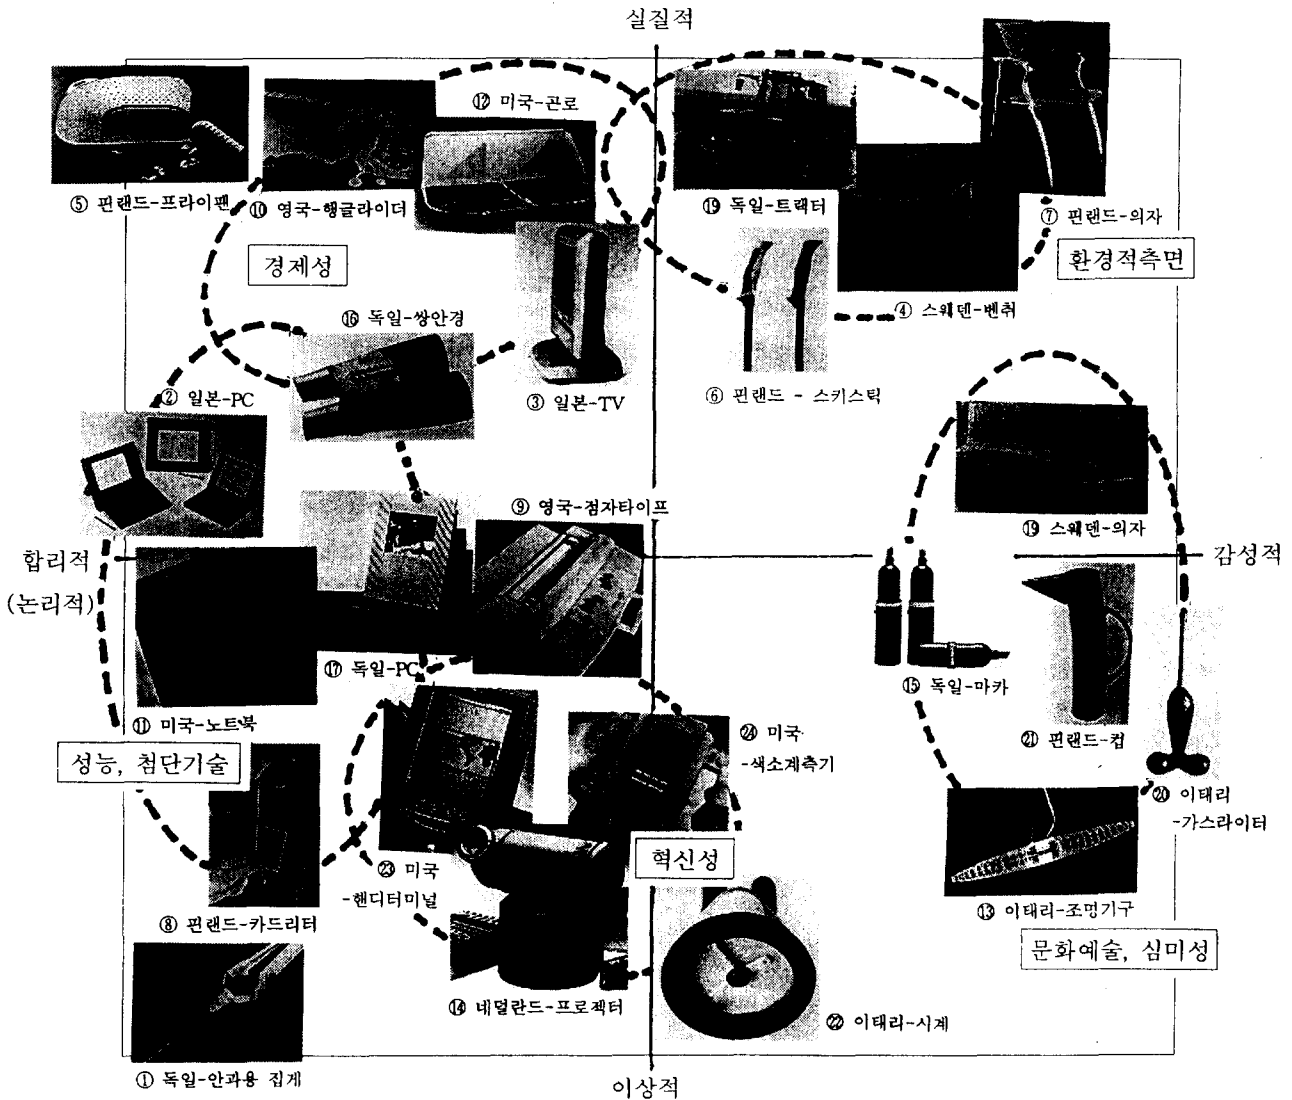 실질적
⑫ 미국-곤로
⑤ 핀랜드-프라이팬
⑩ 영국-행글라이더
⑲ 독일-트랙터
⑦ 핀랜드-의자
경제성
환경적측면
⑯ 독일-쌍안경
④ 스웨덴-벤취
② 일본-PC
③ 일본-TV
⑥ 핀랜드 - 스키스틱
⑨ 영국-점자타이프
⑲ 스웨덴-의자
합리적
(논리적)
감성적
⑰ 독일-PC
⑮ 독일-마카
⑪ 미국-노트북
㉔ 미국
-색소계측기
㉑ 핀랜드-컵
성능, 첨단기술
⑳ 이태리
-가스라이터
혁신성
㉓ 미국
-핸디터미널
⑧ 핀랜드-카드리터
⑬ 이태리-조명기구
문화예술, 심미성
⑭ 네덜란드-프로젝터
㉒ 이태리-시계
① 독일-안과용 집게
이상적